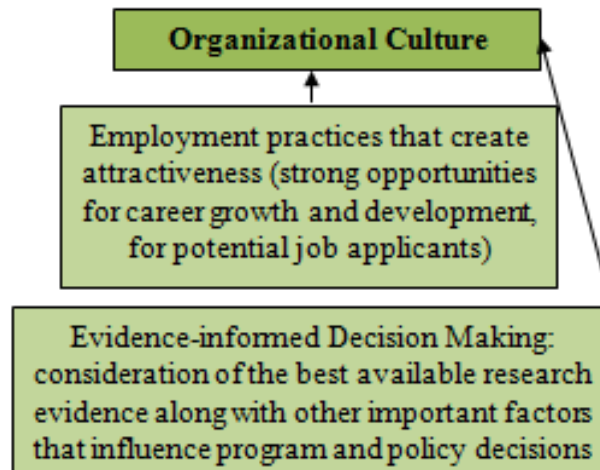 Organizational Culture
Employment practices that create
attractiveness (strong opportunities
for career growth and development,
for potential job applicants)
Evidence-informed Decision Making:
consideration of the best available research
evidence along with other important factors
that influence program and policy decisions